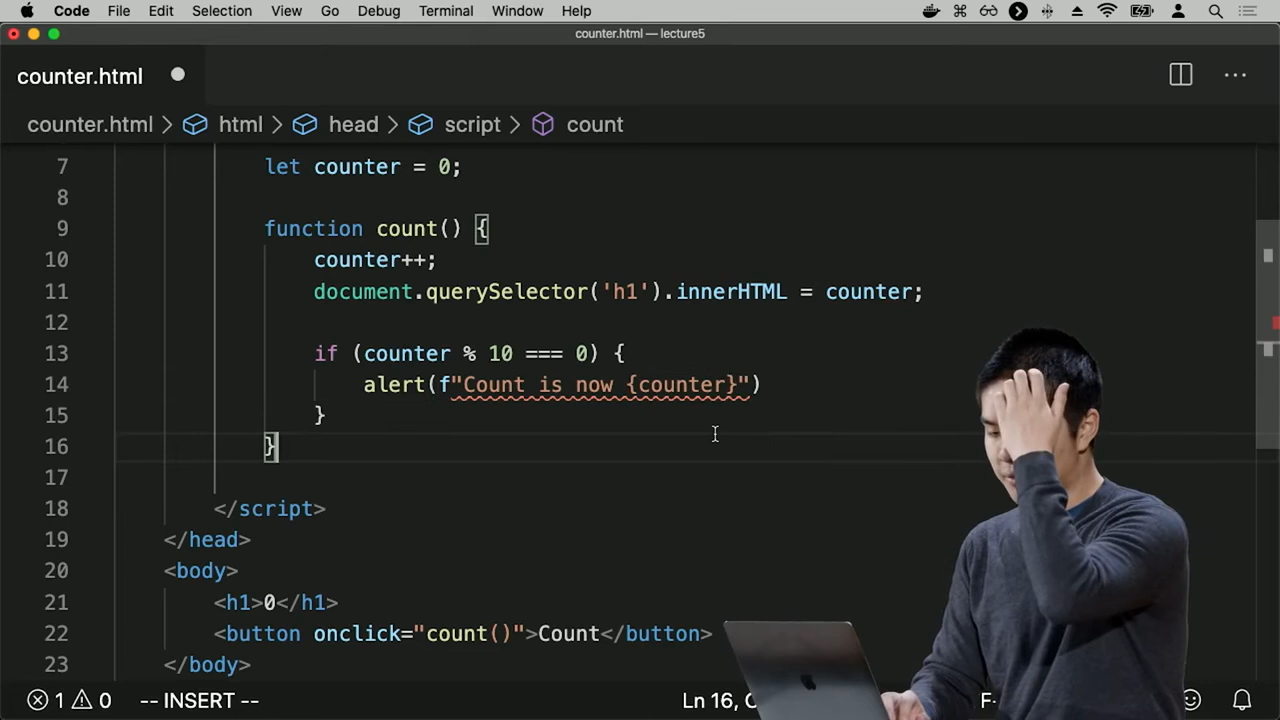 Code File Edit Selection View Go Debug Terminal Window Help
counter.html — lecture5
counter.html
counter.html > html > head > script > count
7 let counter = 0;
8
9 function count() {
10 counter++;
11 document.querySelector('h1').innerHTML = counter;
12
13 if (counter % 10 === 0) {
14 alert(f"Count is now {counter}")
15 }
16 }
17
18 </script>
19 </head>
20 <body>
21 <h1>0</h1>
22 <button onclick="count()">Count</button>
23 </body>
1 0 -- INSERT -- Ln 16,